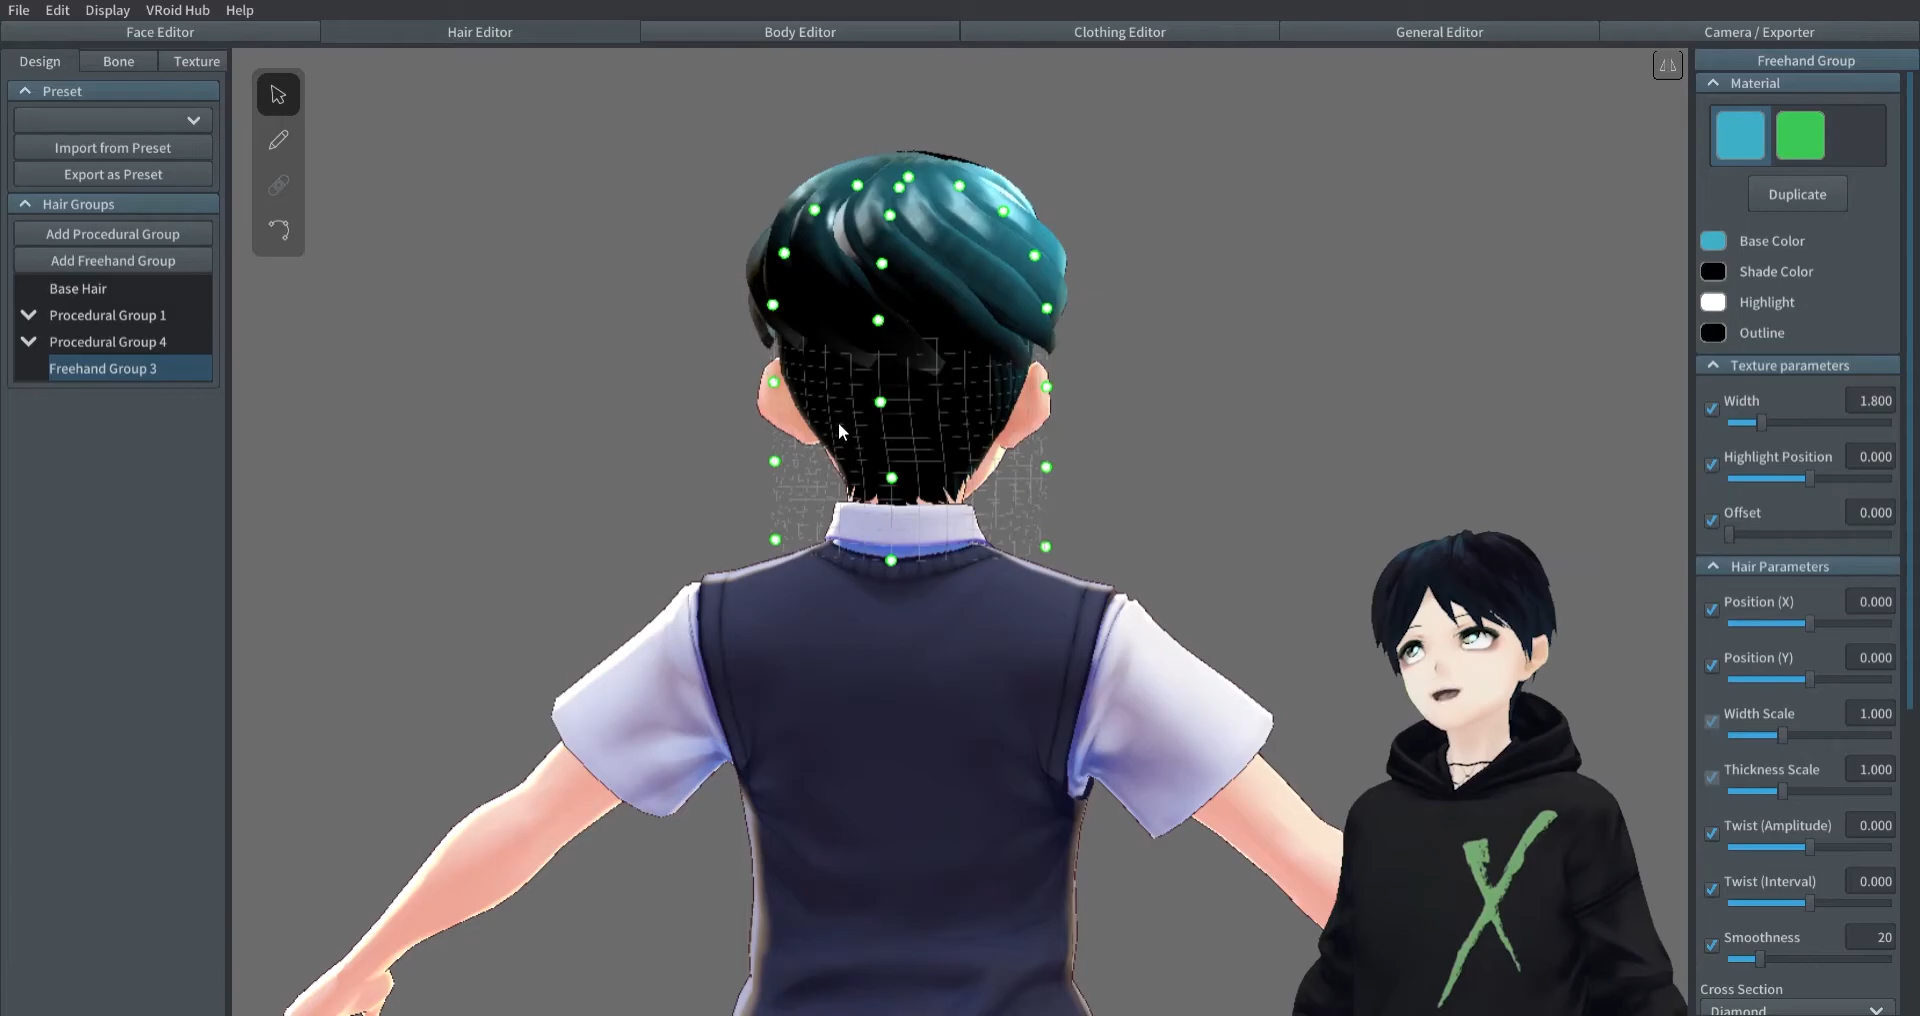 File Edit Display VRoid Hub Help
Face Editor Hair Editor Body Editor Clothing Editor General Editor Camera / Exporter
Design Bone Texture
Preset
Import from Preset
Export as Preset
Hair Groups
Add Procedural Group
Add Freehand Group
Base Hair
Procedural Group 1
Procedural Group 4
Freehand Group 3
Freehand Group
Material
Duplicate
Base Color
Shade Color
Highlight
Outline
Texture parameters
Width 1.800
Highlight Position 0.000
Offset 0.000
Hair Parameters
Position (X) 0.000
Position (Y) 0.000
Width Scale 1.000
Thickness Scale 1.000
Twist (Amplitude) 0.000
Twist (Interval) 0.000
Smoothness 20
Cross Section
Diamond
X